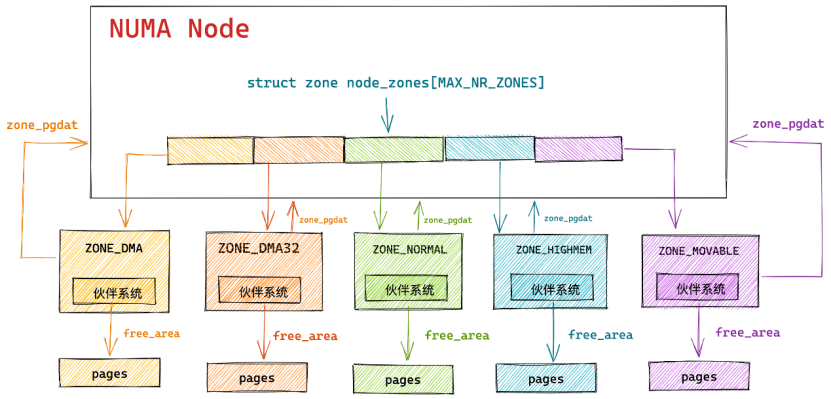 NUMA Node
struct zone node_zones[MAX_NR_ZONES]
zone_pgdat
zone_pgdat
zone_pgdat
zone_pgdat
zone_pgdat
ZONE_DMA
ZONE_DMA32
ZONE_NORMAL
ZONE_HIGHMEM
ZONE_MOVABLE
伙伴系统
伙伴系统
伙伴系统
伙伴系统
伙伴系统
free_area
free_area
free_area
free_area
free_area
pages
pages
pages
pages
pages